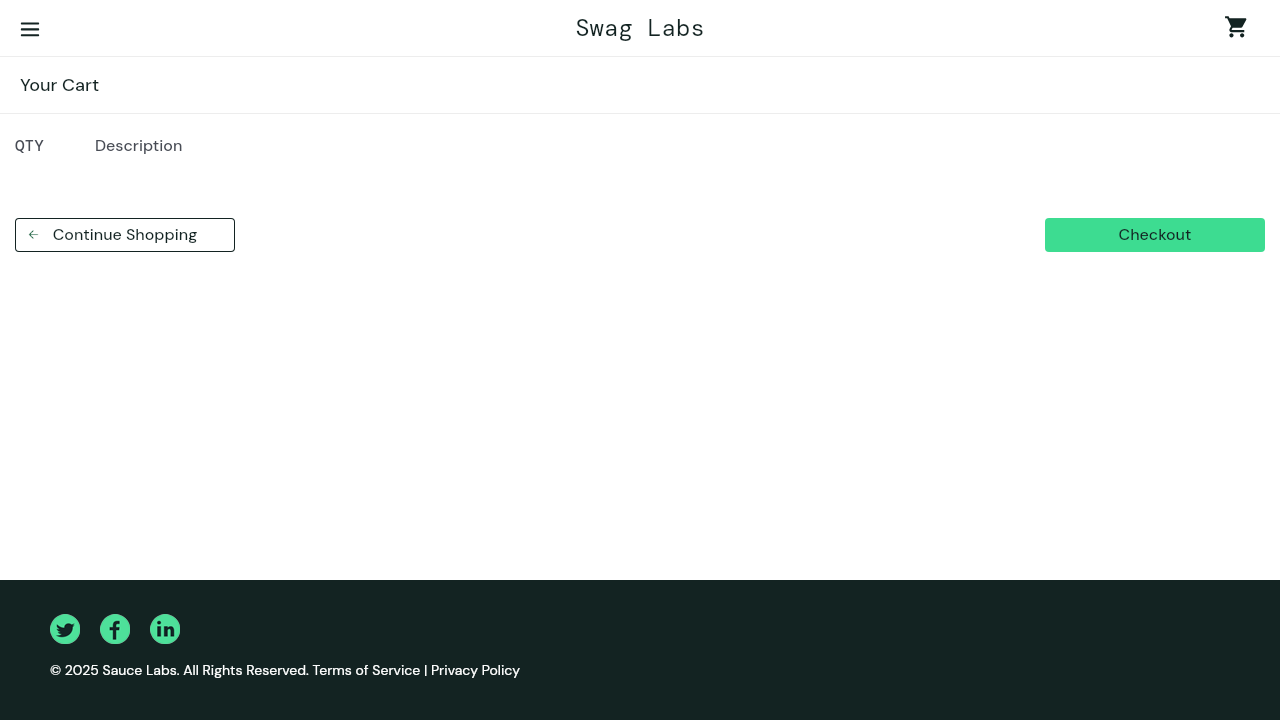 Swag Labs
Your Cart
QTY Description
Continue Shopping
Checkout
© 2025 Sauce Labs. All Rights Reserved. Terms of Service | Privacy Policy